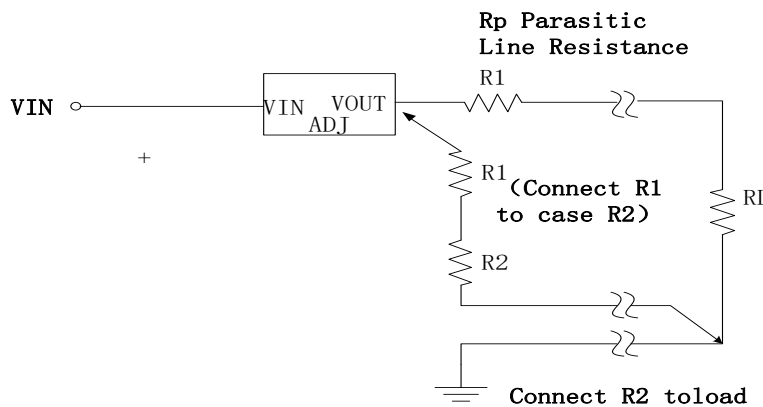 Rp Parasitic
Line Resistance
R1
VIN
VIN
VOUT
ADJ
+
R1
(Connect R1
to case R2)
RI
R2
Connect R2 toload